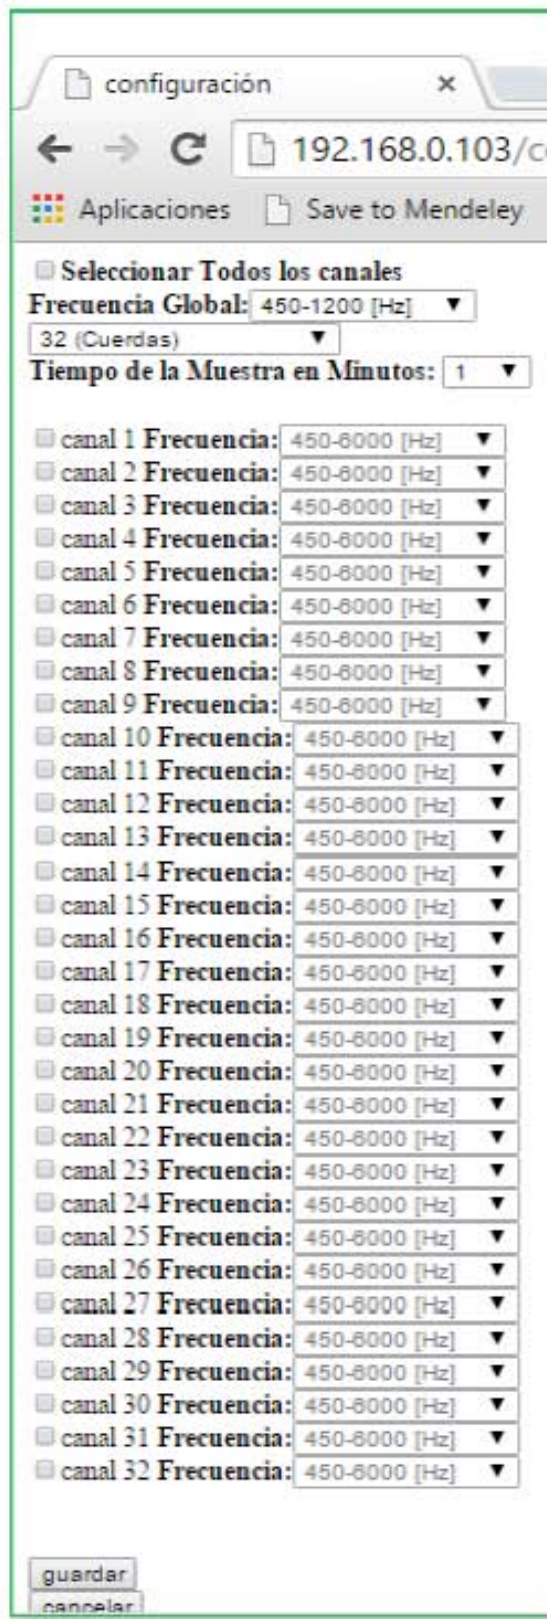 configuración ×
192.168.0.103/c
Aplicaciones Save to Mendeley
Seleccionar Todos los canales
Frecuencia Global: 450-1200 [Hz]
32 (Cuerdas)
Tiempo de la Muestra en Minutos: 1
canal 1 Frecuencia: 450-6000 [Hz]
canal 2 Frecuencia: 450-6000 [Hz]
canal 3 Frecuencia: 450-6000 [Hz]
canal 4 Frecuencia: 450-6000 [Hz]
canal 5 Frecuencia: 450-6000 [Hz]
canal 6 Frecuencia: 450-6000 [Hz]
canal 7 Frecuencia: 450-6000 [Hz]
canal 8 Frecuencia: 450-6000 [Hz]
canal 9 Frecuencia: 450-6000 [Hz]
canal 10 Frecuencia: 450-6000 [Hz]
canal 11 Frecuencia: 450-6000 [Hz]
canal 12 Frecuencia: 450-6000 [Hz]
canal 13 Frecuencia: 450-6000 [Hz]
canal 14 Frecuencia: 450-6000 [Hz]
canal 15 Frecuencia: 450-6000 [Hz]
canal 16 Frecuencia: 450-6000 [Hz]
canal 17 Frecuencia: 450-6000 [Hz]
canal 18 Frecuencia: 450-6000 [Hz]
canal 19 Frecuencia: 450-6000 [Hz]
canal 20 Frecuencia: 450-6000 [Hz]
canal 21 Frecuencia: 450-6000 [Hz]
canal 22 Frecuencia: 450-6000 [Hz]
canal 23 Frecuencia: 450-6000 [Hz]
canal 24 Frecuencia: 450-6000 [Hz]
canal 25 Frecuencia: 450-6000 [Hz]
canal 26 Frecuencia: 450-6000 [Hz]
canal 27 Frecuencia: 450-6000 [Hz]
canal 28 Frecuencia: 450-6000 [Hz]
canal 29 Frecuencia: 450-6000 [Hz]
canal 30 Frecuencia: 450-6000 [Hz]
canal 31 Frecuencia: 450-6000 [Hz]
canal 32 Frecuencia: 450-6000 [Hz]
guardar
cancelar